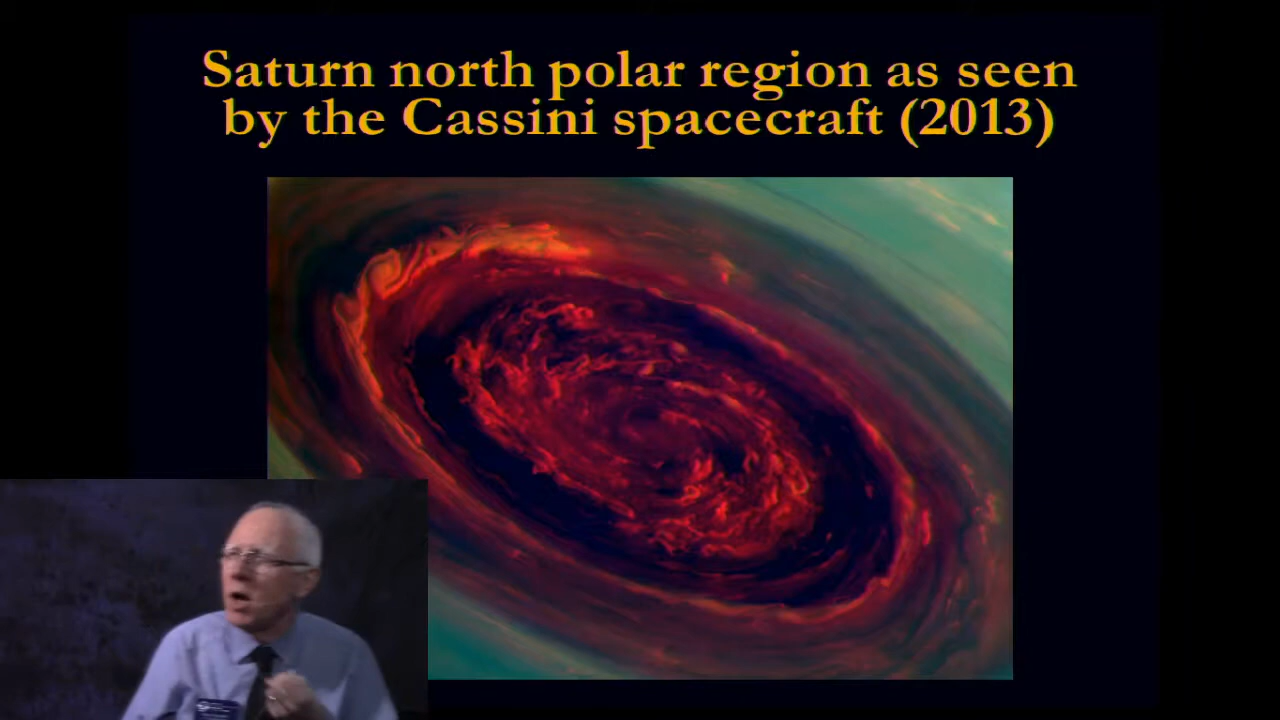 Saturn north polar region as seen
by the Cassini spacecraft (2013)